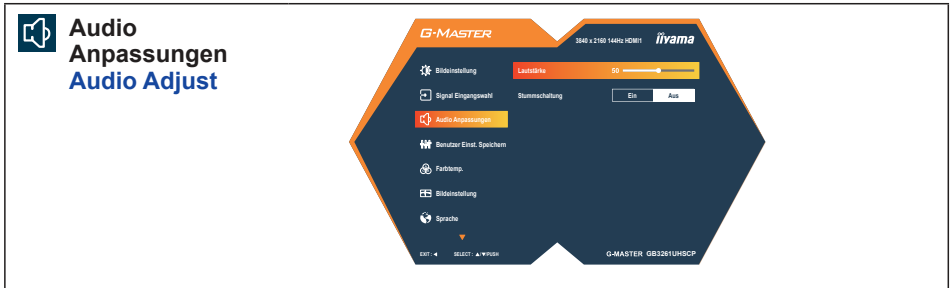 Audio
Anpassungen
Audio Adjust
G-MASTER
3840 x 2160 144Hz HDMI1 iiyama
Bildeinstellung
Lautstärke 50
Signal Eingangswahl
Stummschaltung Ein Aus
Audio Anpassungen
Benutzer Einst. Speichern
Farbtemp.
Bildeinstellung
Sprache
EXIT : ◀ SELECT : ▲/▼/PUSH
G-MASTER GB3261UHSCP